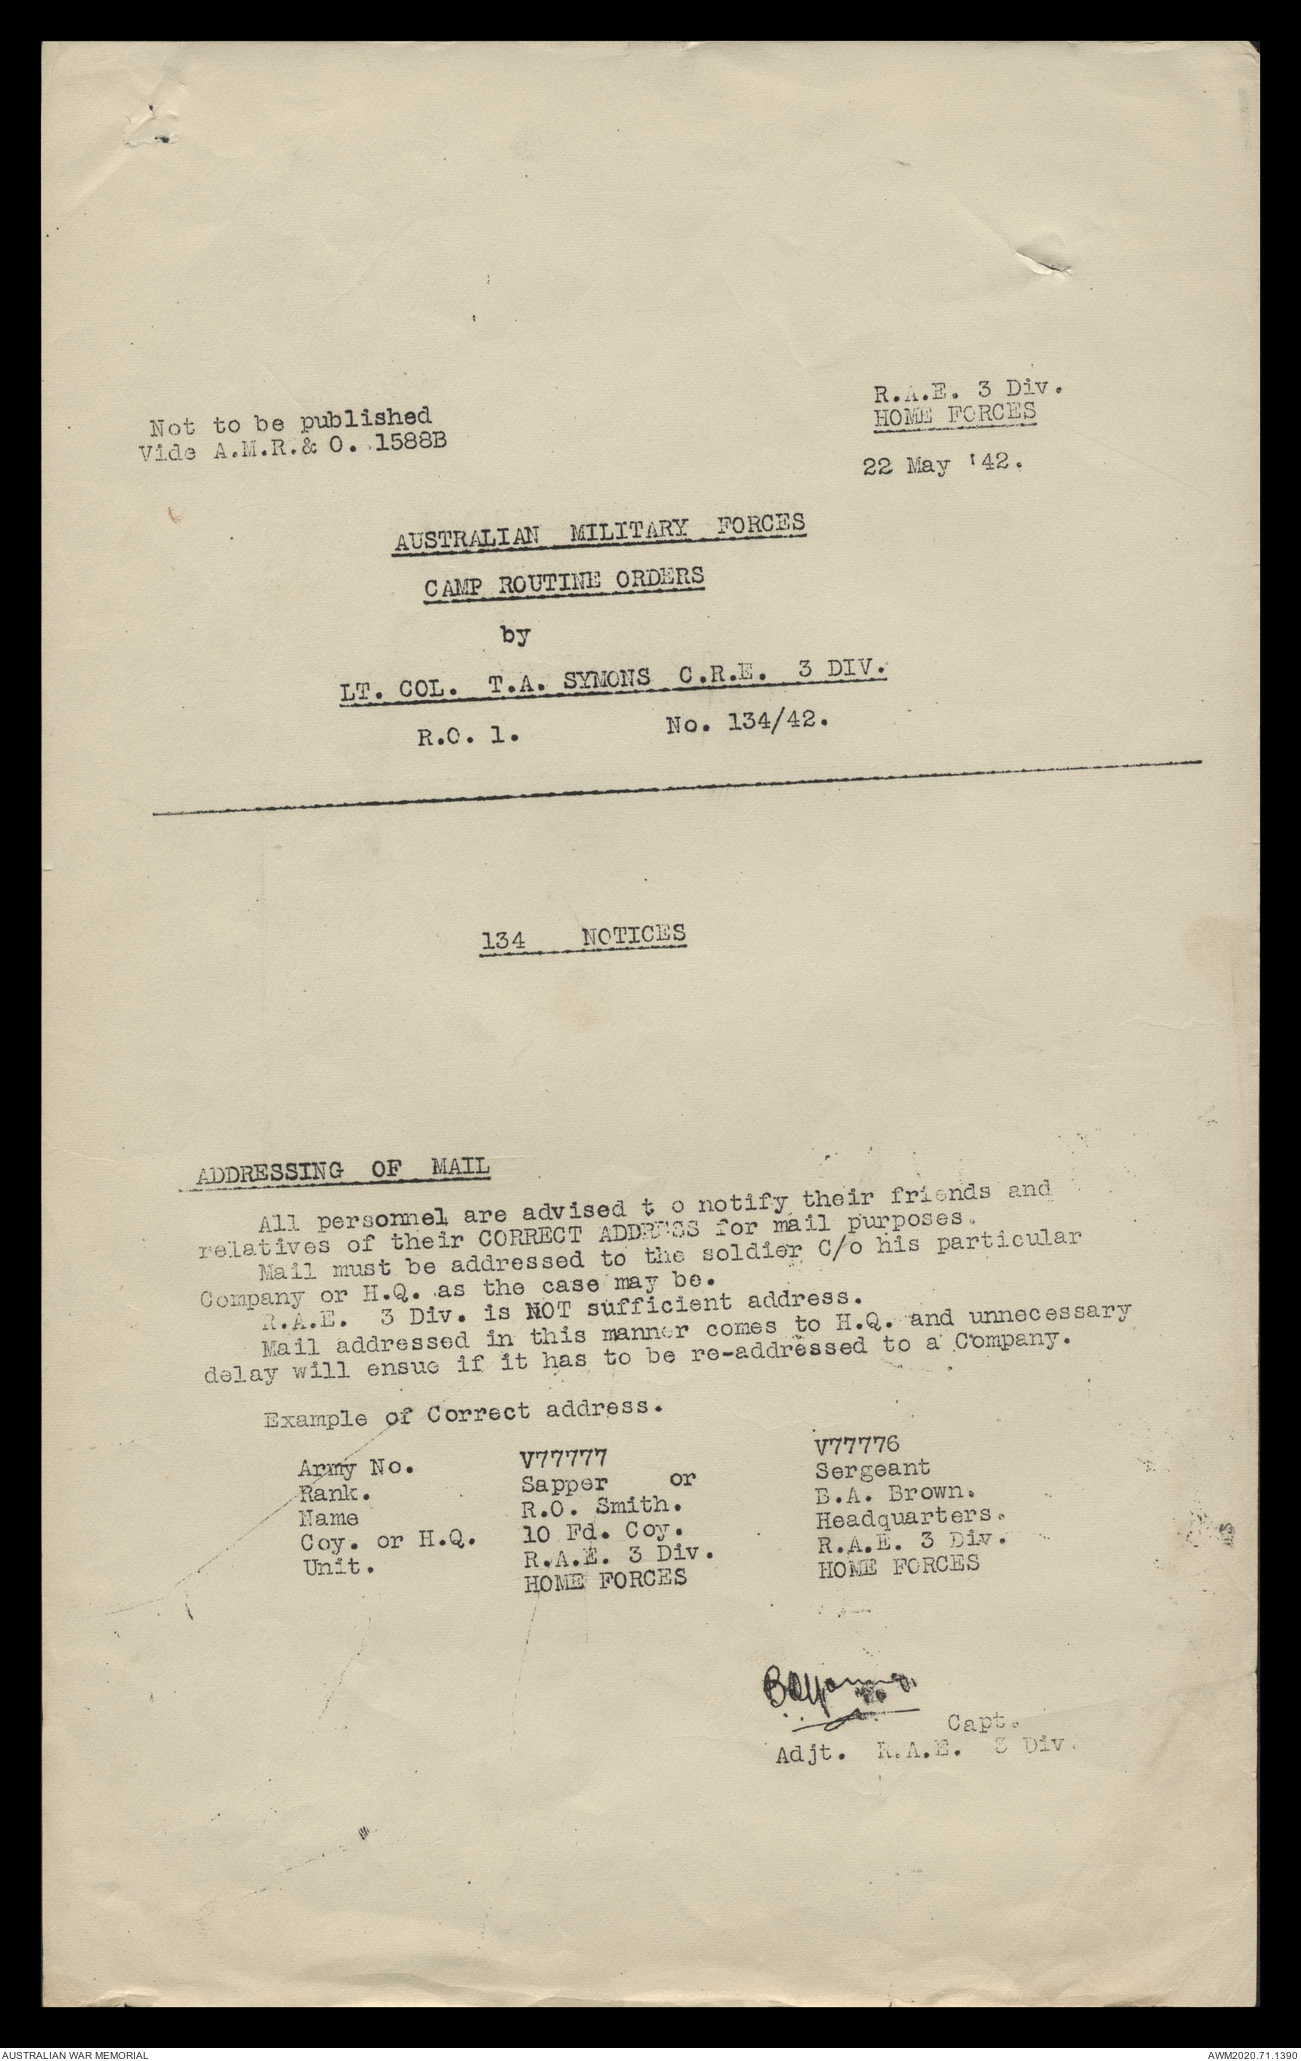 Not to be published
Vide A.M.R.& O. 1588B
R.A.E. 3 Div.
HOME FORCES
22 May '42.
AUSTRALIAN MILITARY FORCES
CAMP ROUTINE ORDERS
by
LT. COL. T.A. SYMONS C.R.E. 3 DIV.
R.O. 1. No. 134/42.
134 NOTICES
ADDRESSING OF MAIL
All personnel are advised t o notify their friends and
relatives of their CORRECT ADDRESS for mail purposes.
Mail must be addressed to the soldier C/o his particular
Company or H.Q. as the case may be.
R.A.E. 3 Div. is NOT sufficient address.
Mail addressed in this manner comes to H.Q. and unnecessary
delay will ensue if it has to be re-addressed to a Company.
Example of Correct address.
Army No. V77777 V77776
Rank. Sapper or Sergeant
Name R.O. Smith. B.A. Brown.
Coy. or H.Q. 10 Fd. Coy. Headquarters.
Unit. R.A.E. 3 Div. R.A.E. 3 Div.
HOME FORCES HOME FORCES
Capt.
Adjt. R.A.E. 3 Div.
AUSTRALIAN WAR MEMORIAL
AWM2020.71.1390